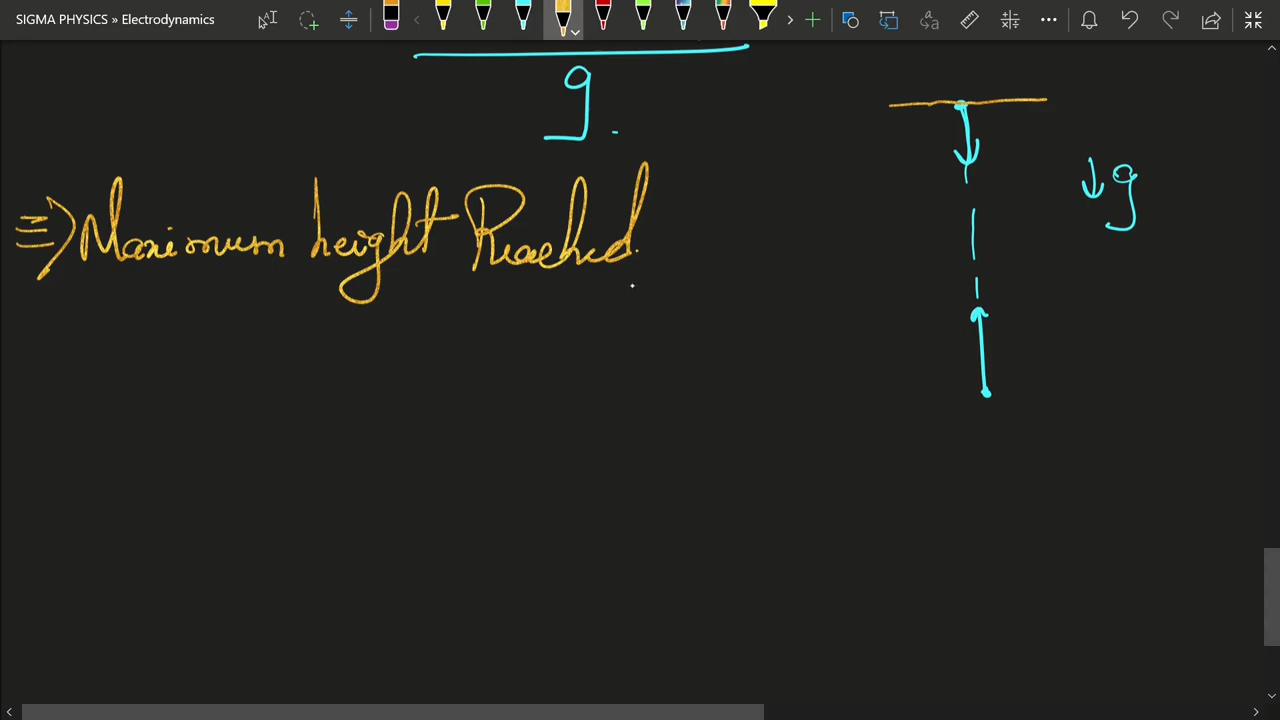 SIGMA PHYSICS » Electrodynamics
g.
g
⇒ Maximum height Reached.